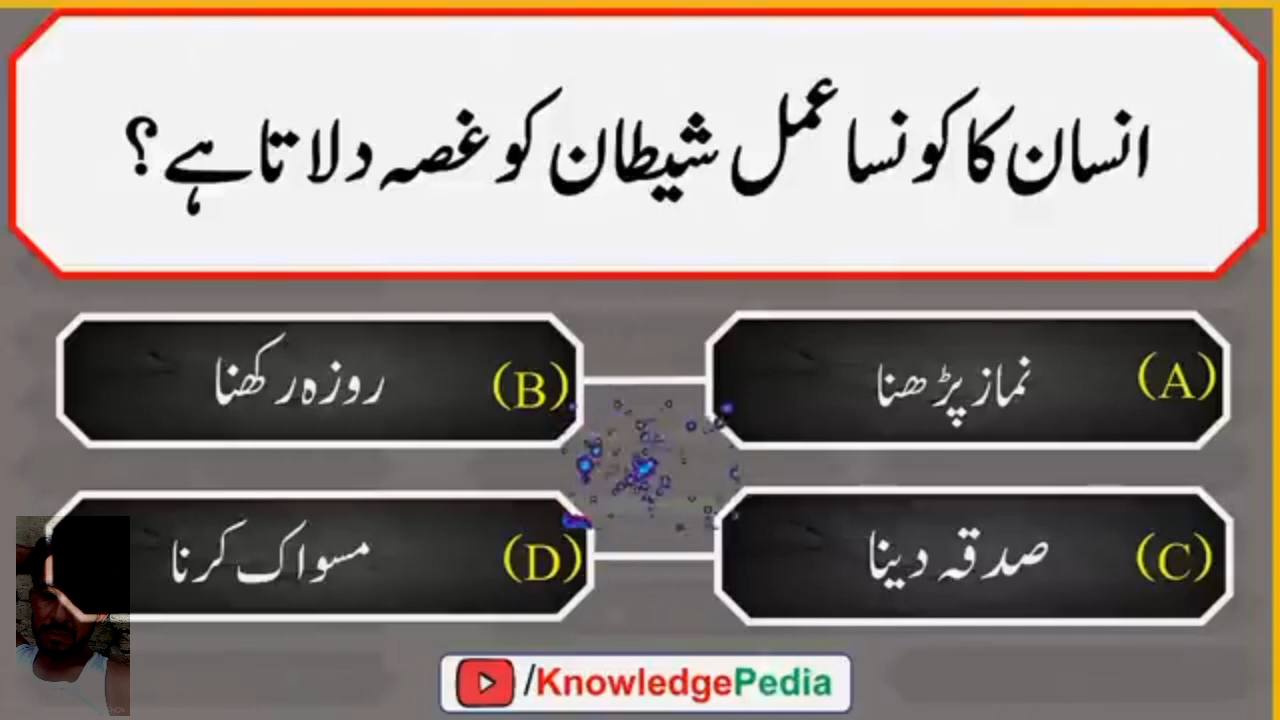 انسان کا کونسا عمل شیطان کو غصہ دلاتا ہے؟
(A) نماز پڑھنا
(B) روزہ رکھنا
(C) صدقہ دینا
(D) مسواک کرنا
/KnowledgePedia